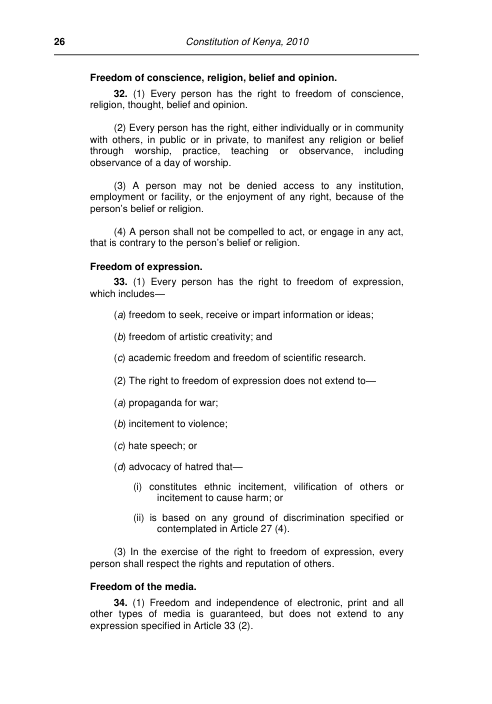 26
Constitution of Kenya, 2010
Freedom of conscience, religion, belief and opinion.
32. (1) Every person has the right to freedom of conscience,
religion, thought, belief and opinion.
(2) Every person has the right, either individually or in community
with others, in public or in private, to manifest any religion or belief
through worship, practice, teaching or observance, including
observance of a day of worship.
(3) A person may not be denied access to any institution,
employment or facility, or the enjoyment of any right, because of the
person's belief or religion.
(4) A person shall not be compelled to act, or engage in any act,
that is contrary to the person's belief or religion.
Freedom of expression.
33. (1) Every person has the right to freedom of expression,
which includes—
(a) freedom to seek, receive or impart information or ideas;
(b) freedom of artistic creativity; and
(c) academic freedom and freedom of scientific research.
(2) The right to freedom of expression does not extend to—
(a) propaganda for war;
(b) incitement to violence;
(c) hate speech; or
(d) advocacy of hatred that—
(i) constitutes ethnic incitement, vilification of others or
incitement to cause harm; or
(ii) is based on any ground of discrimination specified or
contemplated in Article 27 (4).
(3) In the exercise of the right to freedom of expression, every
person shall respect the rights and reputation of others.
Freedom of the media.
34. (1) Freedom and independence of electronic, print and all
other types of media is guaranteed, but does not extend to any
expression specified in Article 33 (2).